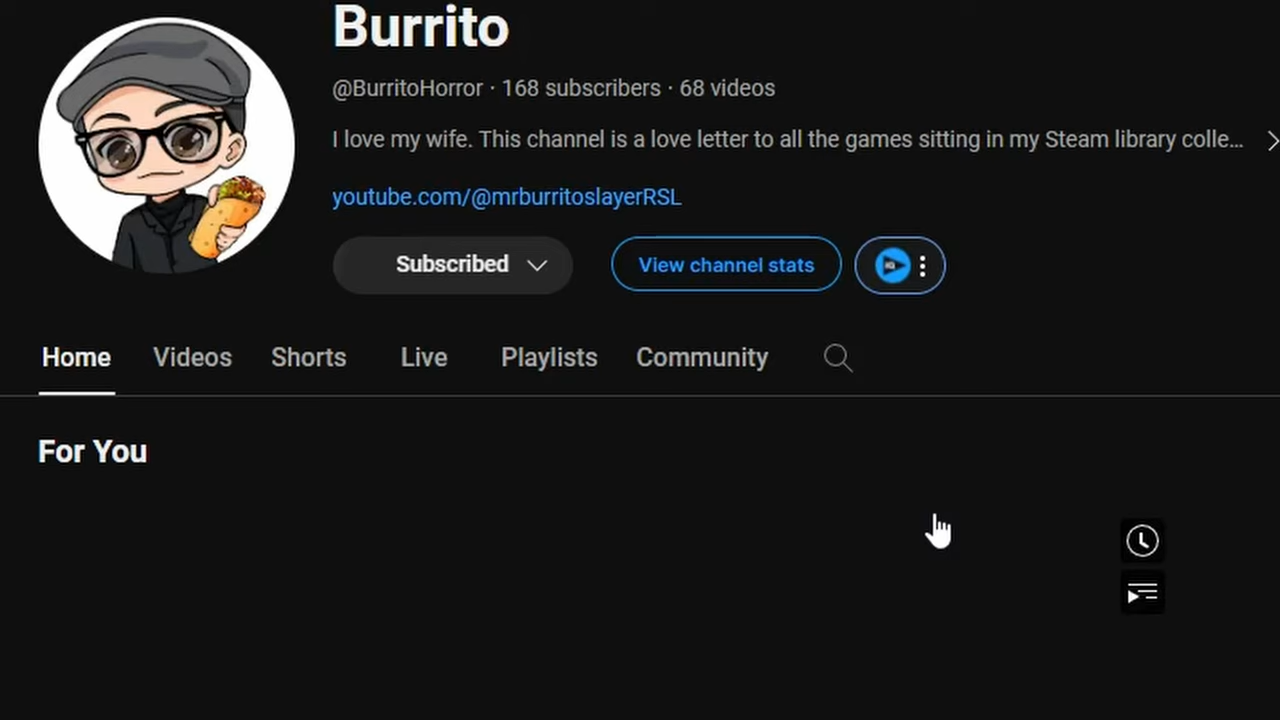 Burrito
@BurritoHorror · 168 subscribers · 68 videos
I love my wife. This channel is a love letter to all the games sitting in my Steam library colle...
youtube.com/@mrburritoslayerRSL
Subscribed View channel stats
Home Videos Shorts Live Playlists Community
For You